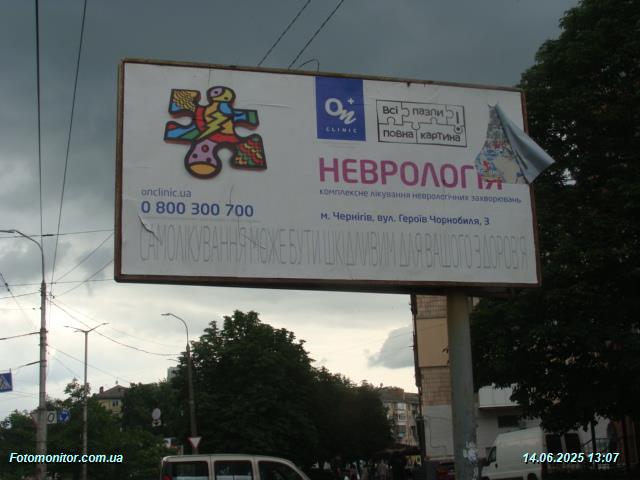 On+
CLINIC
Всі пазли
повна картина
НЕВРОЛОГІЯ
комплексне лікування неврологічних захворювань
onclinic.ua
0 800 300 700
м. Чернігів, вул. Героїв Чорнобиля, 3
САМОЛІКУВАННЯ МОЖЕ БУТИ ШКІДЛИВИМ ДЛЯ ВАШОГО ЗДОРОВ'Я
Fotomonitor.com.ua
14.06.2025 13:07